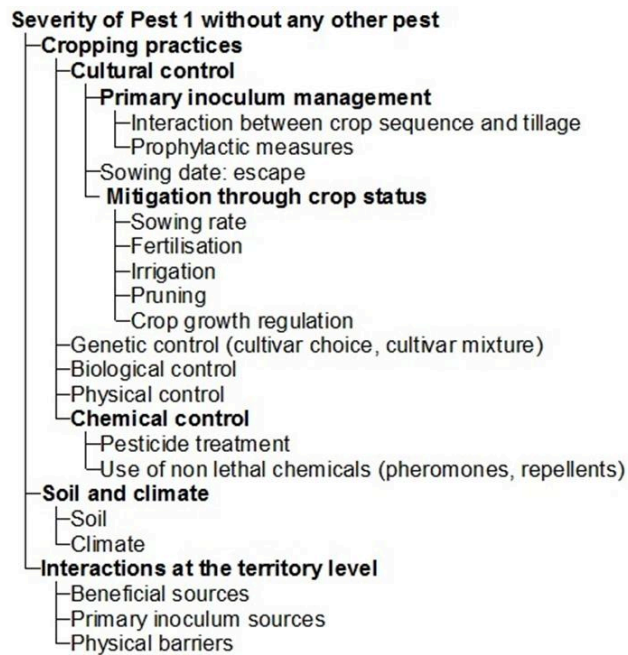 Severity of Pest 1 without any other pest
Cropping practices
Cultural control
Primary inoculum management
Interaction between crop sequence and tillage
Prophylactic measures
Sowing date: escape
Mitigation through crop status
Sowing rate
Fertilisation
Irrigation
Pruning
Crop growth regulation
Genetic control (cultivar choice, cultivar mixture)
Biological control
Physical control
Chemical control
Pesticide treatment
Use of non lethal chemicals (pheromones, repellents)
Soil and climate
Soil
Climate
Interactions at the territory level
Beneficial sources
Primary inoculum sources
Physical barriers